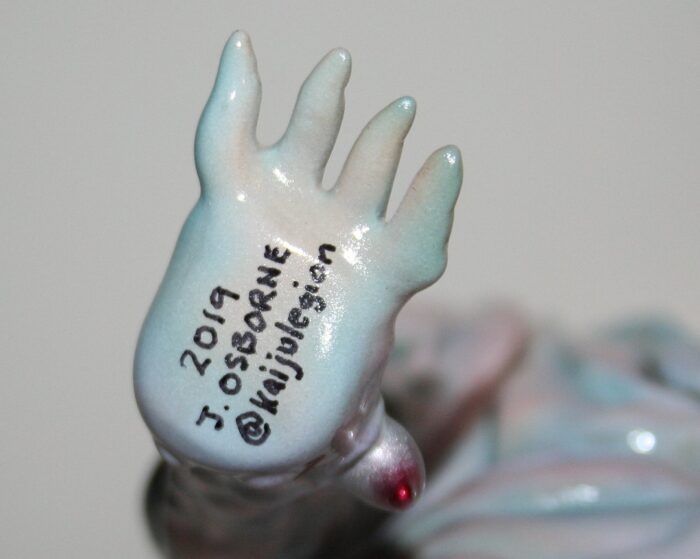 2019
J. OSBORNE
@kaijulegion